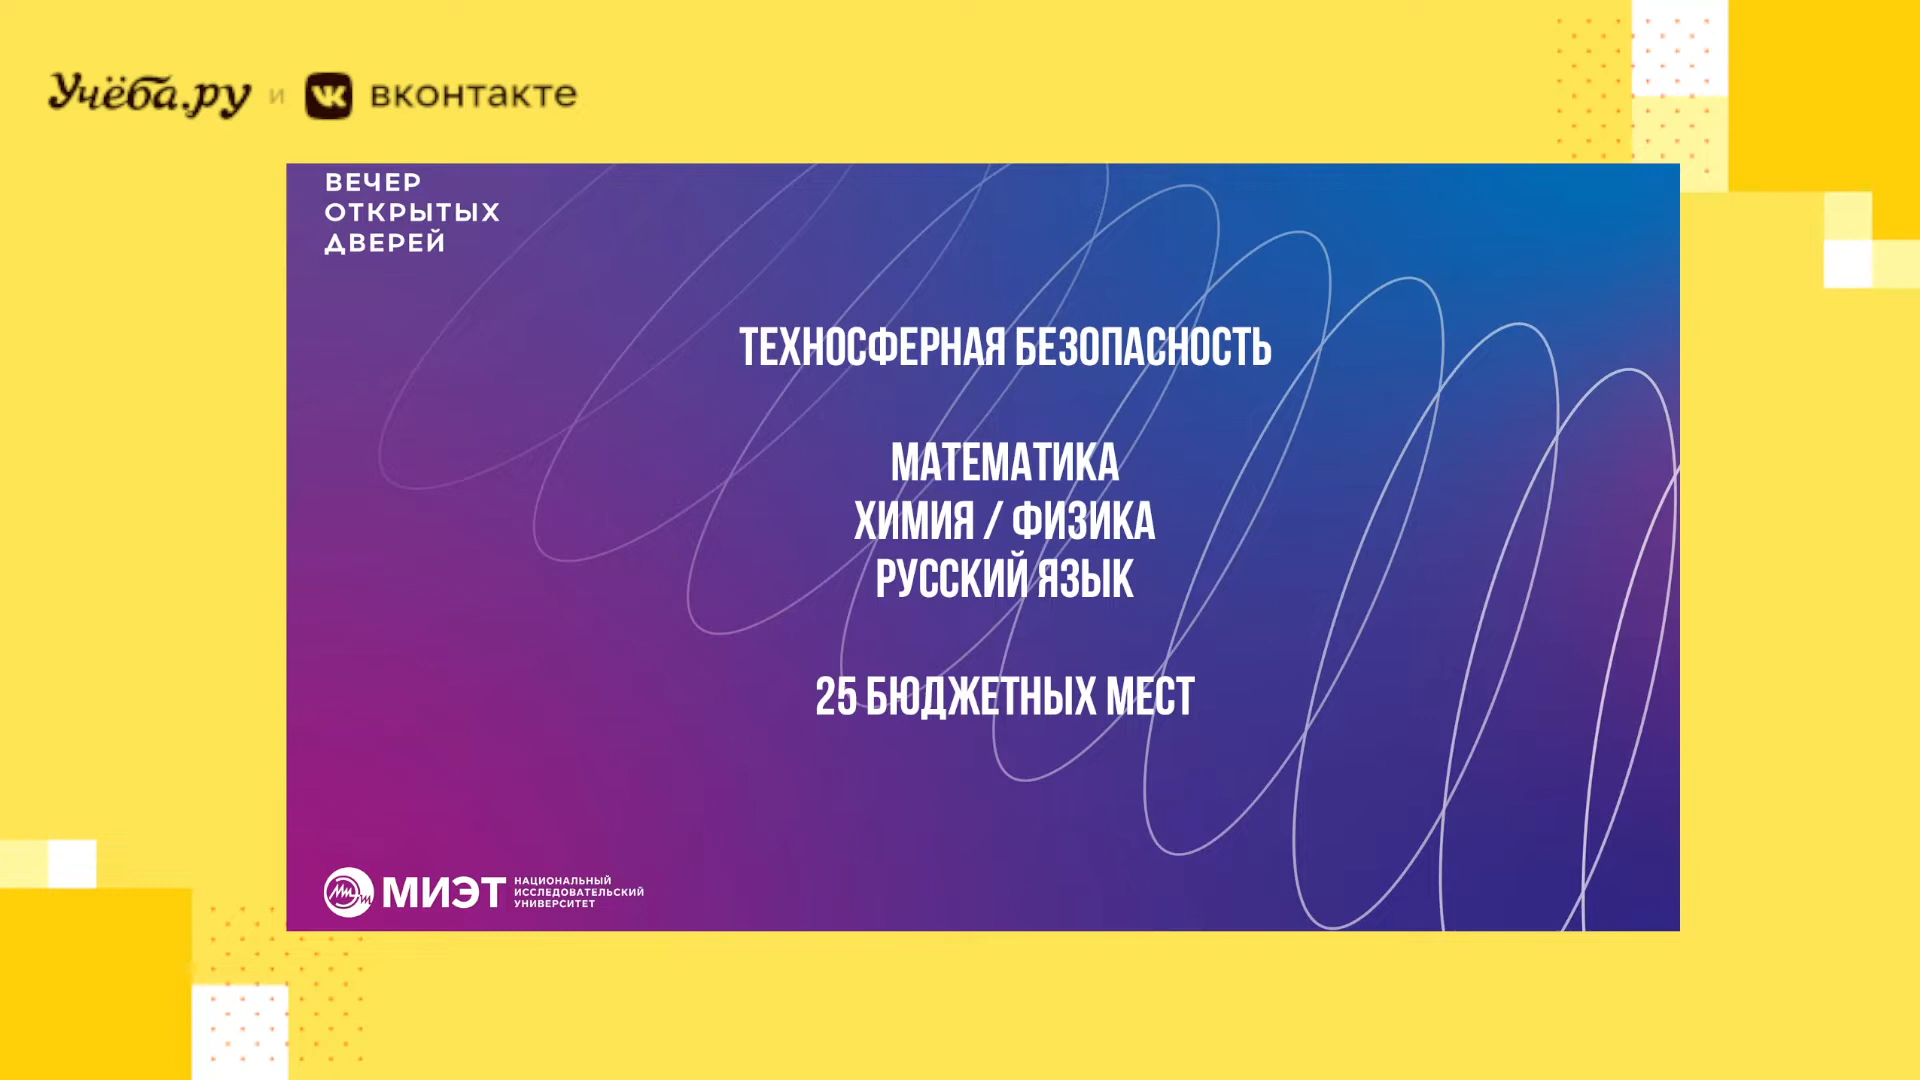 Учёба.ру и вконтакте
ВЕЧЕР
ОТКРЫТЫХ
ДВЕРЕЙ
ТЕХНОСФЕРНАЯ БЕЗОПАСНОСТЬ
МАТЕМАТИКА
ХИМИЯ / ФИЗИКА
РУССКИЙ ЯЗЫК
25 БЮДЖЕТНЫХ МЕСТ
МИЭТ
НАЦИОНАЛЬНЫЙ
ИССЛЕДОВАТЕЛЬСКИЙ
УНИВЕРСИТЕТ